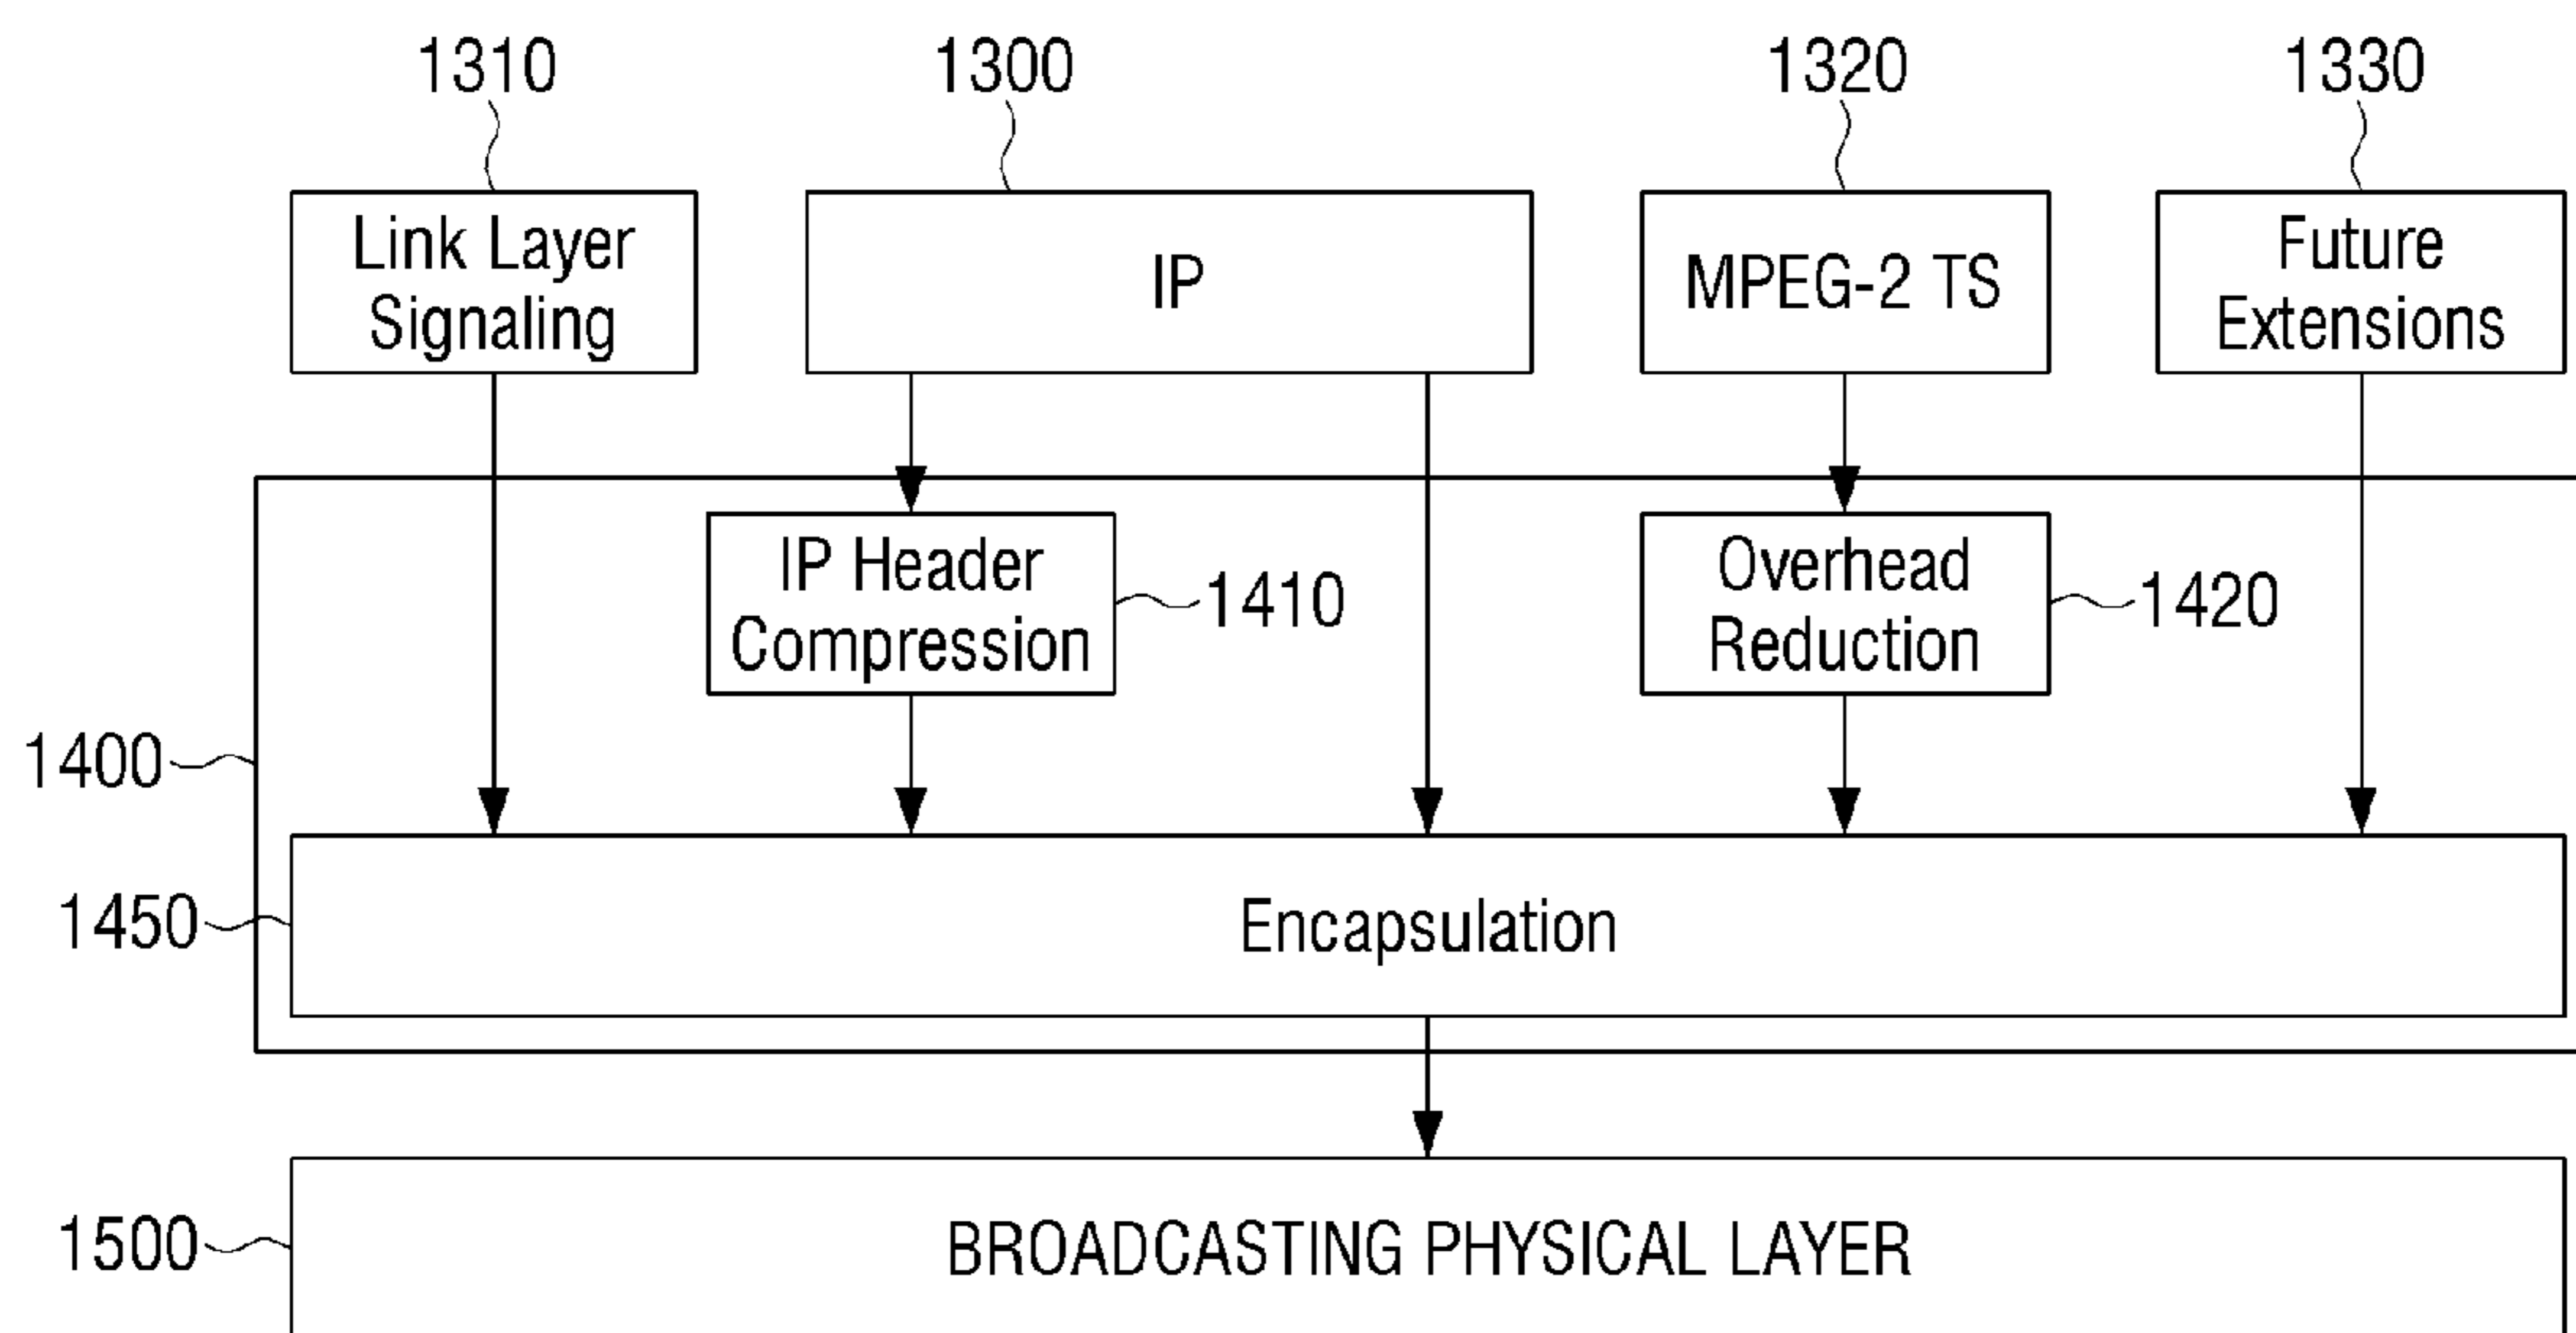 1310
1300
1320
1330
Link Layer
Signaling
IP
MPEG-2 TS
Future
Extensions
IP Header
Compression
1410
Overhead
Reduction
1420
1400
1450
Encapsulation
1500
BROADCASTING PHYSICAL LAYER